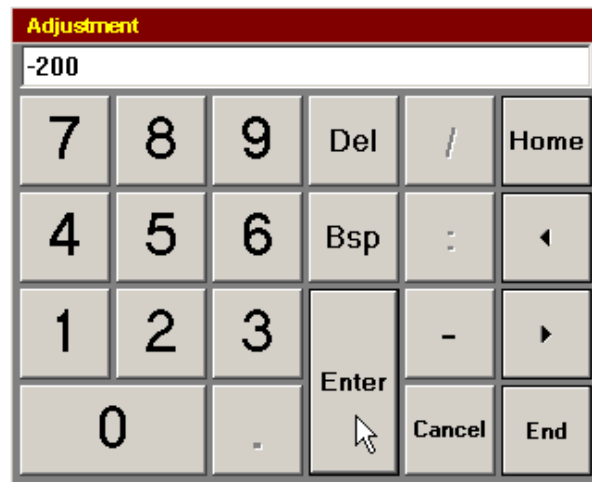 Adjustment
-200
7 8 9 Del / Home
4 5 6 Bsp :
1 2 3 Enter -
0 . Cancel End